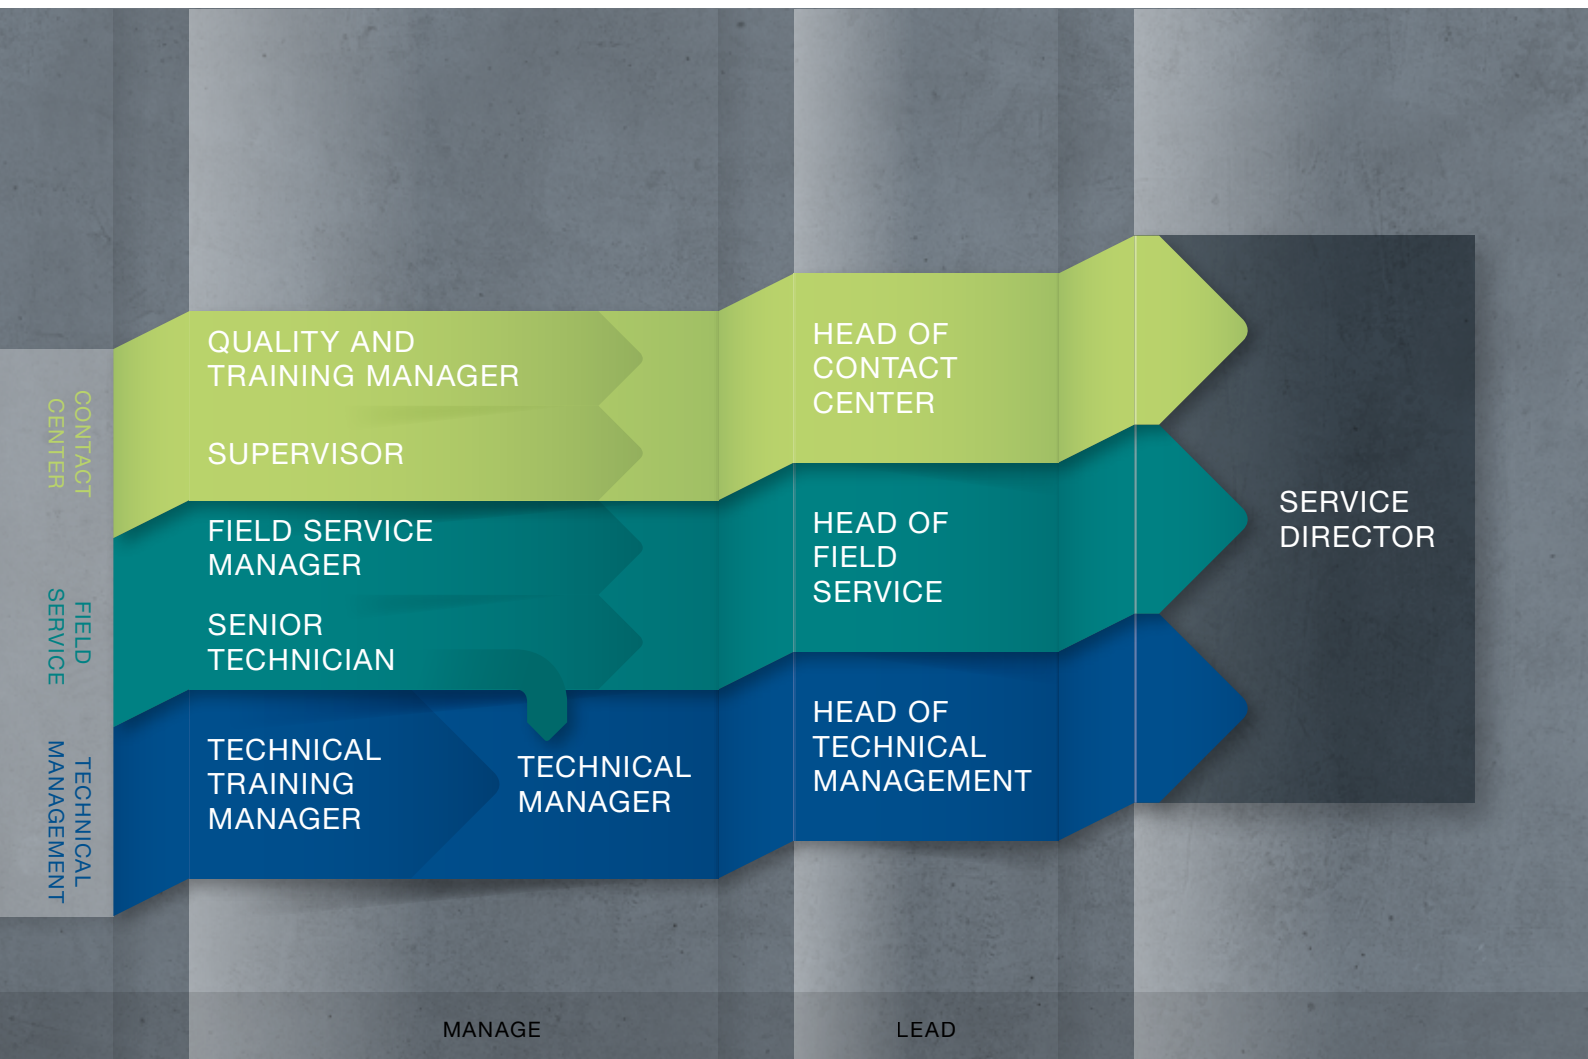 CONTACT
CENTER
QUALITY AND
TRAINING MANAGER
SUPERVISOR
HEAD OF
CONTACT
CENTER
FIELD
SERVICE
FIELD SERVICE
MANAGER
SENIOR
TECHNICIAN
HEAD OF
FIELD
SERVICE
TECHNICAL
MANAGEMENT
TECHNICAL
TRAINING
MANAGER
TECHNICAL
MANAGER
HEAD OF
TECHNICAL
MANAGEMENT
SERVICE
DIRECTOR
MANAGE
LEAD